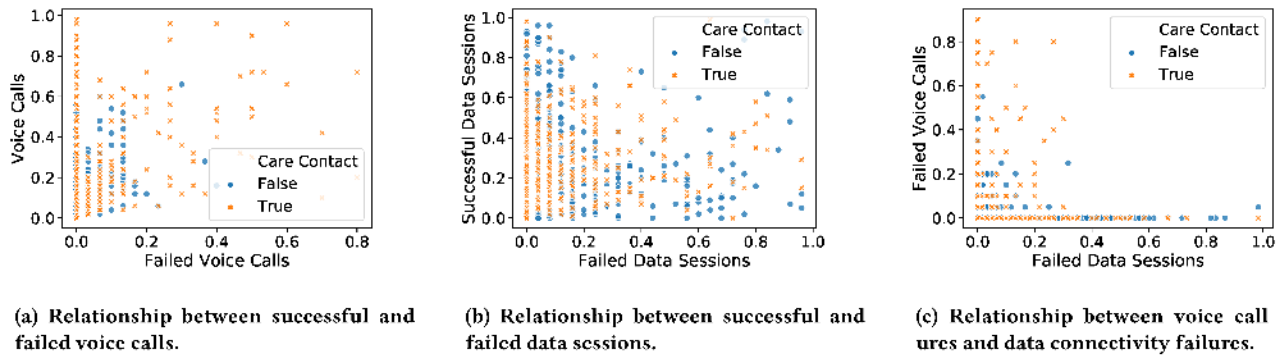 1.0
0.8
0.6
0.4
0.2
0.0
Voice Calls
Care Contact
False
True
0.0 0.2 0.4 0.6 0.8
Failed Voice Calls
1.0
0.8
0.6
0.4
0.2
0.0
Successful Data Sessions
Care Contact
False
True
0.0 0.2 0.4 0.6 0.8 1.0
Failed Data Sessions
0.8
0.6
0.4
0.2
0.0
Failed Voice Calls
Care Contact
False
True
0.0 0.2 0.4 0.6 0.8 1.0
Failed Data Sessions
(a) Relationship between successful and
failed voice calls.
(b) Relationship between successful and
failed data sessions.
(c) Relationship between voice call
ures and data connectivity failures.